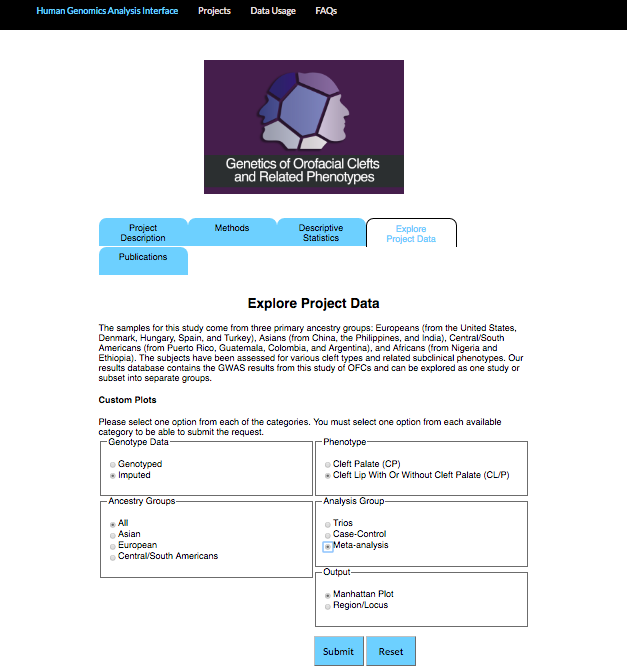 Human Genomics Analysis Interface Projects Data Usage FAQs
Genetics of Orofacial Clefts
and Related Phenotypes
Project
Description
Methods
Descriptive
Statistics
Explore
Project Data
Publications
Explore Project Data
The samples for this study come from three primary ancestry groups: Europeans (from the United States,
Denmark, Hungary, Spain, and Turkey), Asians (from China, the Philippines, and India), Central/South
Americans (from Puerto Rico, Guatemala, Colombia, and Argentina), and Africans (from Nigeria and
Ethiopia). The subjects have been assessed for various cleft types and related subclinical phenotypes. Our
results database contains the GWAS results from this study of OFCs and can be explored as one study or
subset into separate groups.
Custom Plots
Please select one option from each of the categories. You must select one option from each available
category to be able to submit the request.
Genotype Data
Genotyped
Imputed
Phenotype
Cleft Palate (CP)
Cleft Lip With Or Without Cleft Palate (CL/P)
Ancestry Groups
All
Asian
European
Central/South Americans
Analysis Group
Trios
Case-Control
Meta-analysis
Output
Manhattan Plot
Region/Locus
Submit Reset